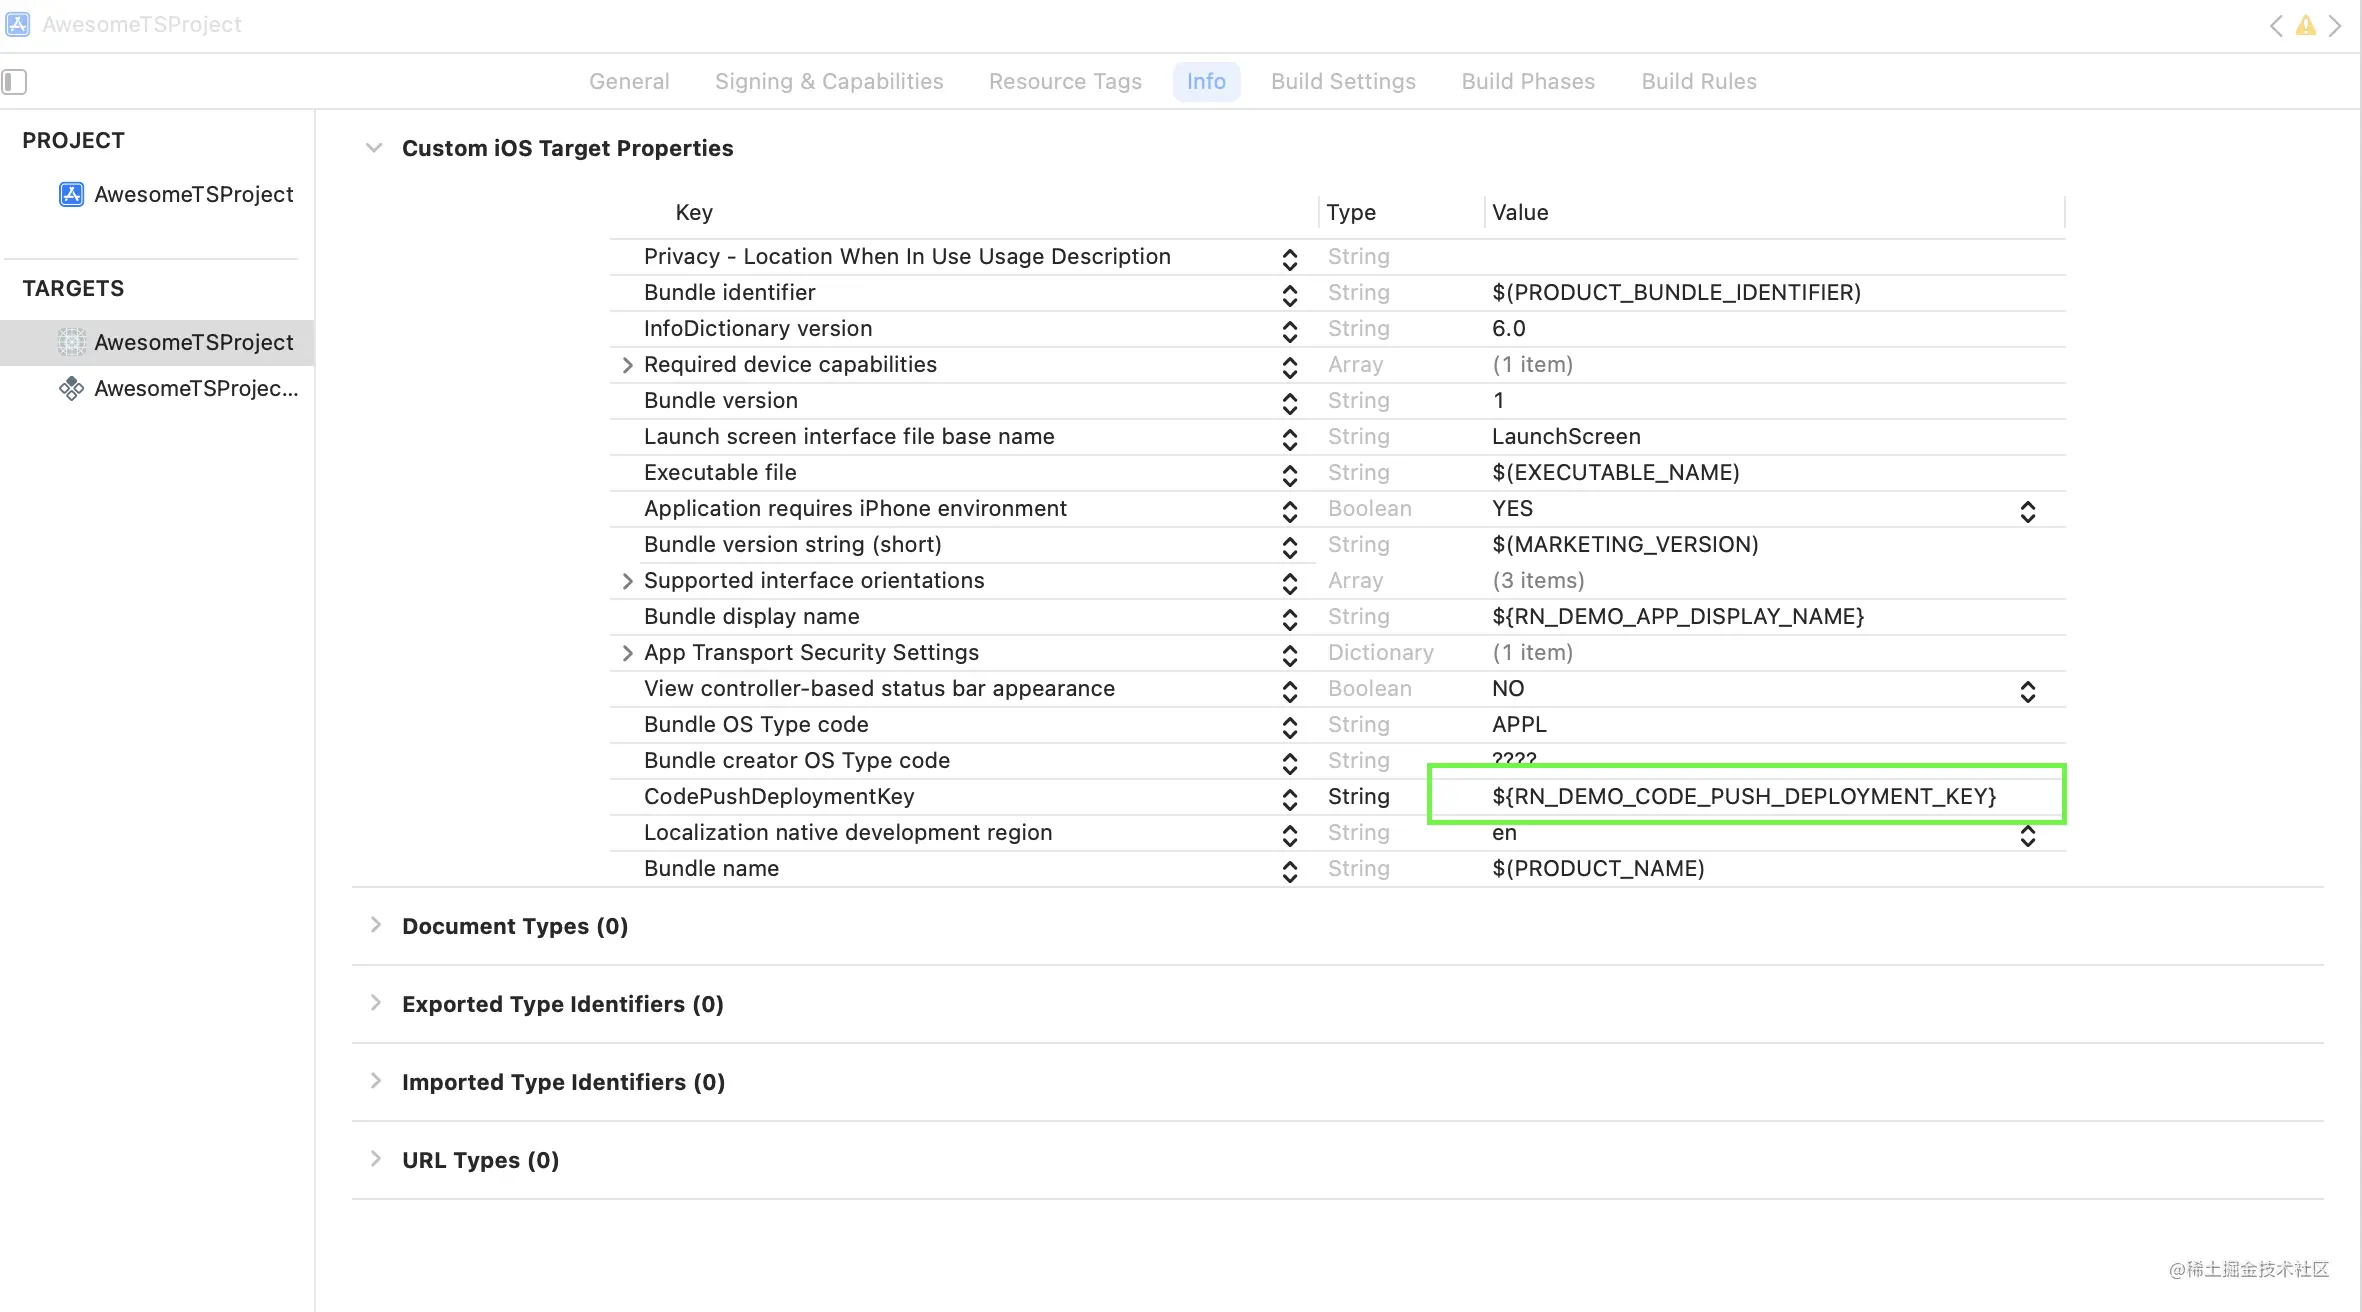 AwesomeTSProject
General Signing & Capabilities Resource Tags Info Build Settings Build Phases Build Rules
PROJECT
AwesomeTSProject
TARGETS
AwesomeTSProject
AwesomeTSProjec...
Custom iOS Target Properties
Key Type Value
Privacy - Location When In Use Usage Description String
Bundle identifier String $(PRODUCT_BUNDLE_IDENTIFIER)
InfoDictionary version String 6.0
Required device capabilities Array (1 item)
Bundle version String 1
Launch screen interface file base name String LaunchScreen
Executable file String $(EXECUTABLE_NAME)
Application requires iPhone environment Boolean YES
Bundle version string (short) String $(MARKETING_VERSION)
Supported interface orientations Array (3 items)
Bundle display name String ${RN_DEMO_APP_DISPLAY_NAME}
App Transport Security Settings Dictionary (1 item)
View controller-based status bar appearance Boolean NO
Bundle OS Type code String APPL
Bundle creator OS Type code String ????
CodePushDeploymentKey String ${RN_DEMO_CODE_PUSH_DEPLOYMENT_KEY}
Localization native development region String en
Bundle name String $(PRODUCT_NAME)
Document Types (0)
Exported Type Identifiers (0)
Imported Type Identifiers (0)
URL Types (0)
@稀土掘金技术社区